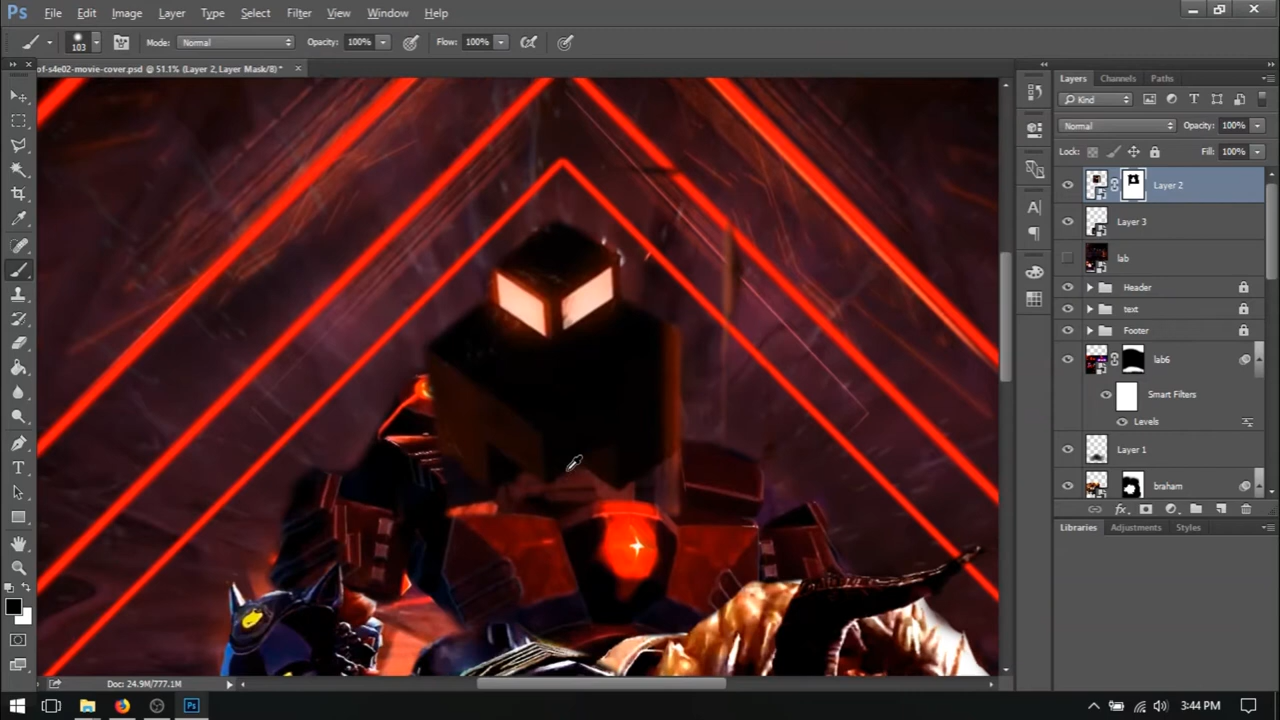 Ps File Edit Image Layer Type Select Filter View Window Help
103 Mode: Normal Opacity: 100% Flow: 100%
of-s4e02-movie-cover.psd @ 51.1% (Layer 2, Layer Mask/8) * ×
Layers Channels Paths
Kind
Normal Opacity: 100%
Lock: Fill: 100%
Layer 2
Layer 3
lab
Header
text
Footer
lab6
Smart Filters
Levels
Layer 1
braham
Libraries Adjustments Styles
Doc: 24.9M/777.1M
Ps 3:44 PM